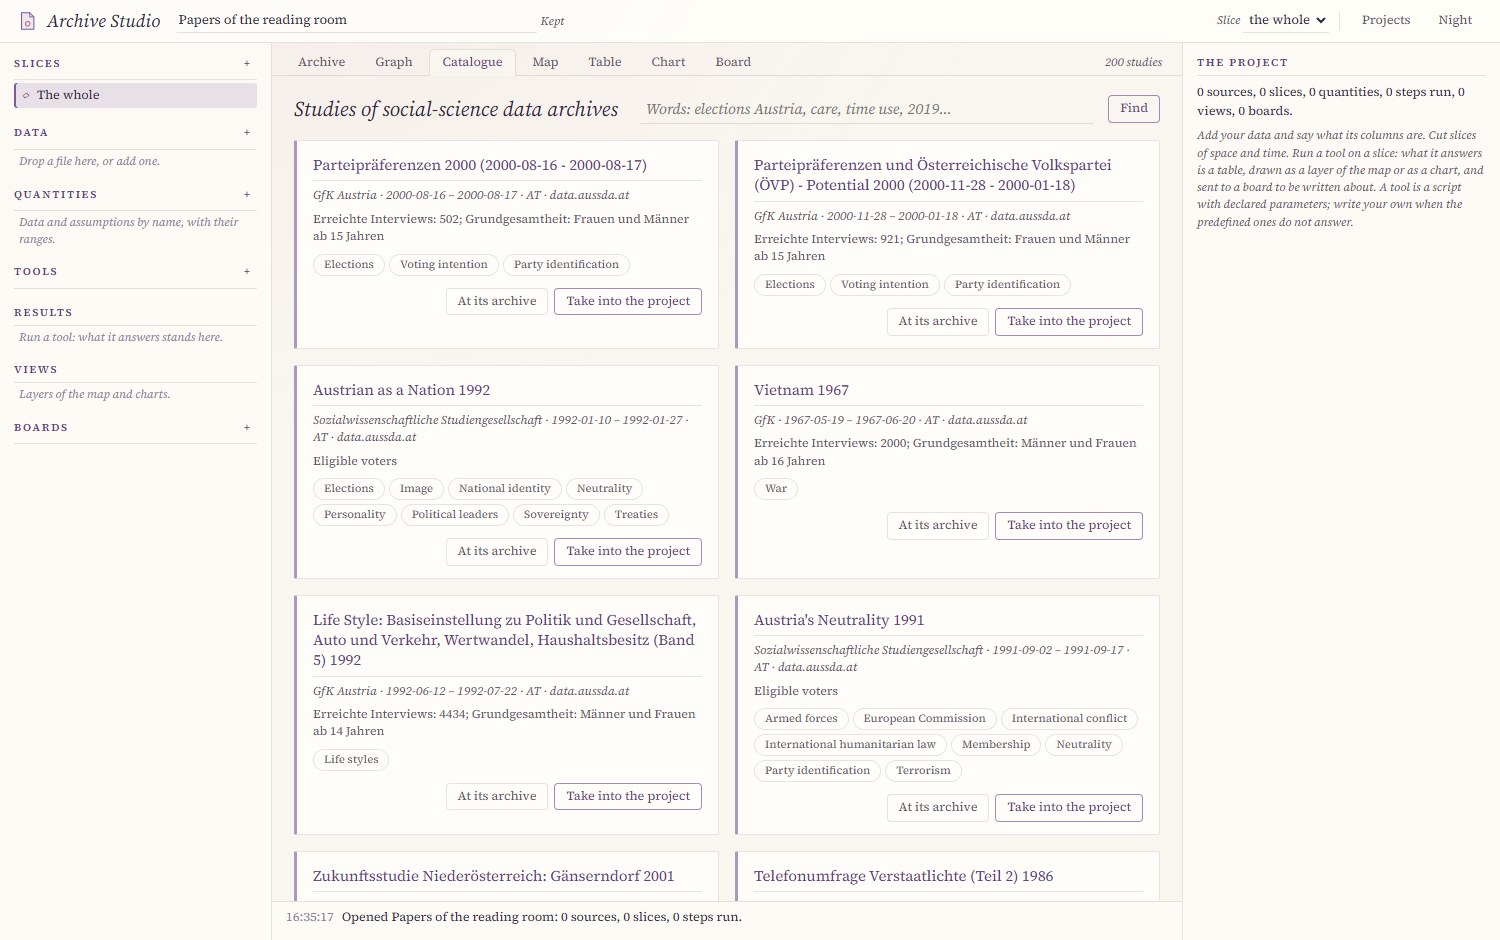 Archive Studio
Papers of the reading room
Kept
Slice the whole
Projects
Night
SLICES +
The whole
DATA +
Drop a file here, or add one.
QUANTITIES +
Data and assumptions by name, with their
ranges.
TOOLS +
RESULTS
Run a tool: what it answers stands here.
VIEWS
Layers of the map and charts.
BOARDS +
Archive Graph Catalogue Map Table Chart Board
200 studies
Studies of social-science data archives
Words: elections Austria, care, time use, 2019...
Find
Parteipräferenzen 2000 (2000-08-16 - 2000-08-17)
GfK Austria · 2000-08-16 – 2000-08-17 · AT · data.aussda.at
Erreichte Interviews: 502; Grundgesamtheit: Frauen und Männer
ab 15 Jahren
Elections Voting intention Party identification
At its archive Take into the project
Parteipräferenzen und Österreichische Volkspartei
(ÖVP) - Potential 2000 (2000-11-28 - 2000-01-18)
GfK Austria · 2000-11-28 – 2000-01-18 · AT · data.aussda.at
Erreichte Interviews: 921; Grundgesamtheit: Frauen und Männer
ab 15 Jahren
Elections Voting intention Party identification
At its archive Take into the project
Austrian as a Nation 1992
Sozialwissenschaftliche Studiengesellschaft · 1992-01-10 – 1992-01-27 ·
AT · data.aussda.at
Eligible voters
Elections Image National identity Neutrality
Personality Political leaders Sovereignty Treaties
At its archive Take into the project
Vietnam 1967
GfK · 1967-05-19 – 1967-06-20 · AT · data.aussda.at
Erreichte Interviews: 2000; Grundgesamtheit: Männer und Frauen
ab 16 Jahren
War
At its archive Take into the project
Life Style: Basiseinstellung zu Politik und Gesellschaft,
Auto und Verkehr, Wertwandel, Haushaltsbesitz (Band
5) 1992
GfK Austria · 1992-06-12 – 1992-07-22 · AT · data.aussda.at
Erreichte Interviews: 4434; Grundgesamtheit: Männer und Frauen
ab 14 Jahren
Life styles
At its archive Take into the project
Austria's Neutrality 1991
Sozialwissenschaftliche Studiengesellschaft · 1991-09-02 – 1991-09-17 ·
AT · data.aussda.at
Eligible voters
Armed forces European Commission International conflict
International humanitarian law Membership Neutrality
Party identification Terrorism
At its archive Take into the project
Zukunftsstudie Niederösterreich: Gänserndorf 2001
Telefonumfrage Verstaatlichte (Teil 2) 1986
16:35:17 Opened Papers of the reading room: 0 sources, 0 slices, 0 steps run.
THE PROJECT
0 sources, 0 slices, 0 quantities, 0 steps run, 0
views, 0 boards.
Add your data and say what its columns are. Cut slices
of space and time. Run a tool on a slice: what it answers
is a table, drawn as a layer of the map or as a chart, and
sent to a board to be written about. A tool is a script
with declared parameters; write your own when the
predefined ones do not answer.